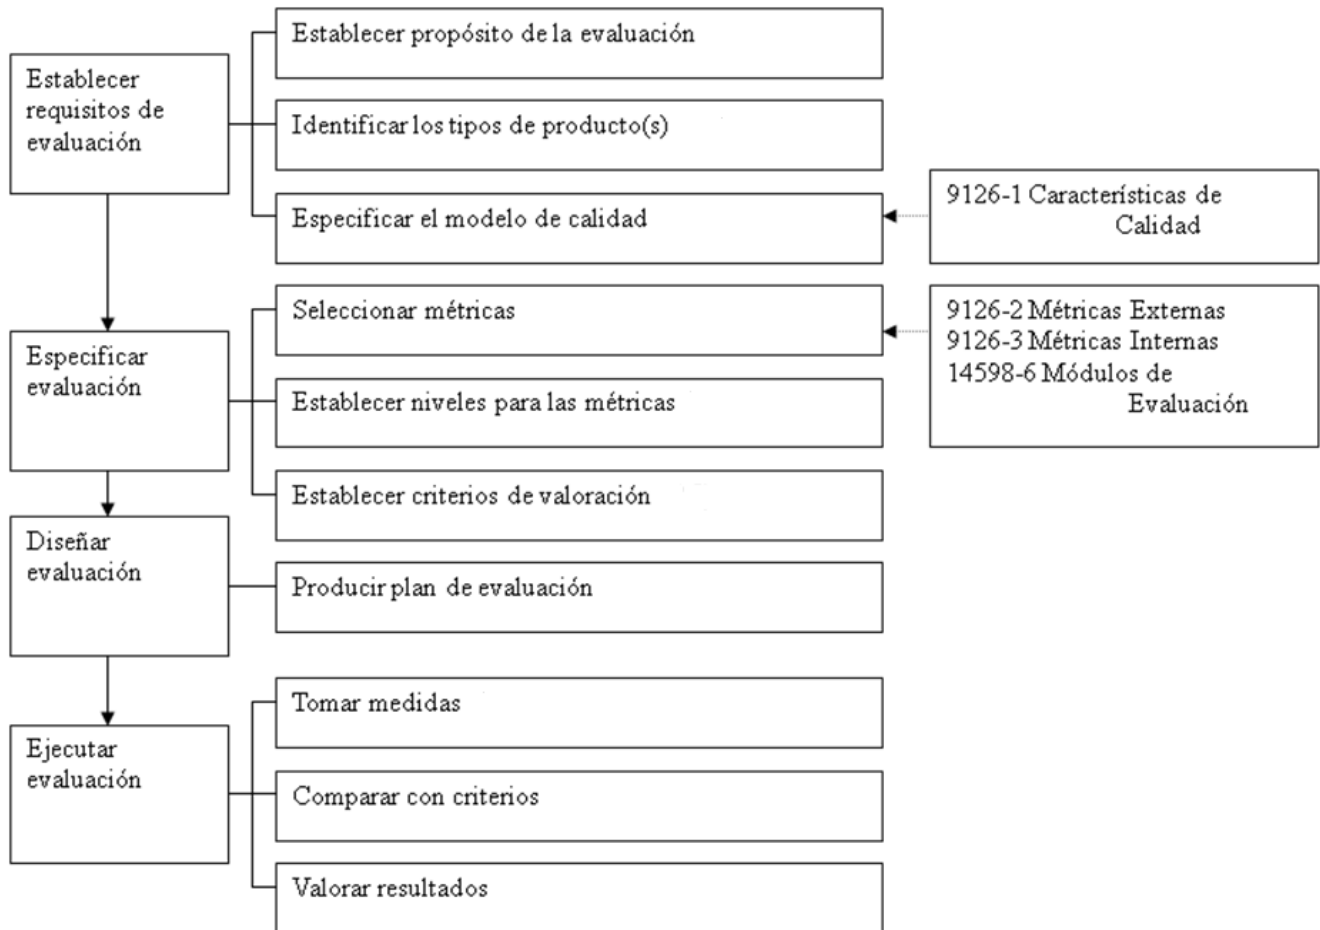 Establecer
requisitos de
evaluación
Establecer propósito de la evaluación
Identificar los tipos de producto(s)
Especificar el modelo de calidad
9126-1 Características de
Calidad
Especificar
evaluación
Seleccionar métricas
Establecer niveles para las métricas
Establecer criterios de valoración
9126-2 Métricas Externas
9126-3 Métricas Internas
14598-6 Módulos de
Evaluación
Diseñar
evaluación
Producir plan de evaluación
Ejecutar
evaluación
Tomar medidas
Comparar con criterios
Valorar resultados